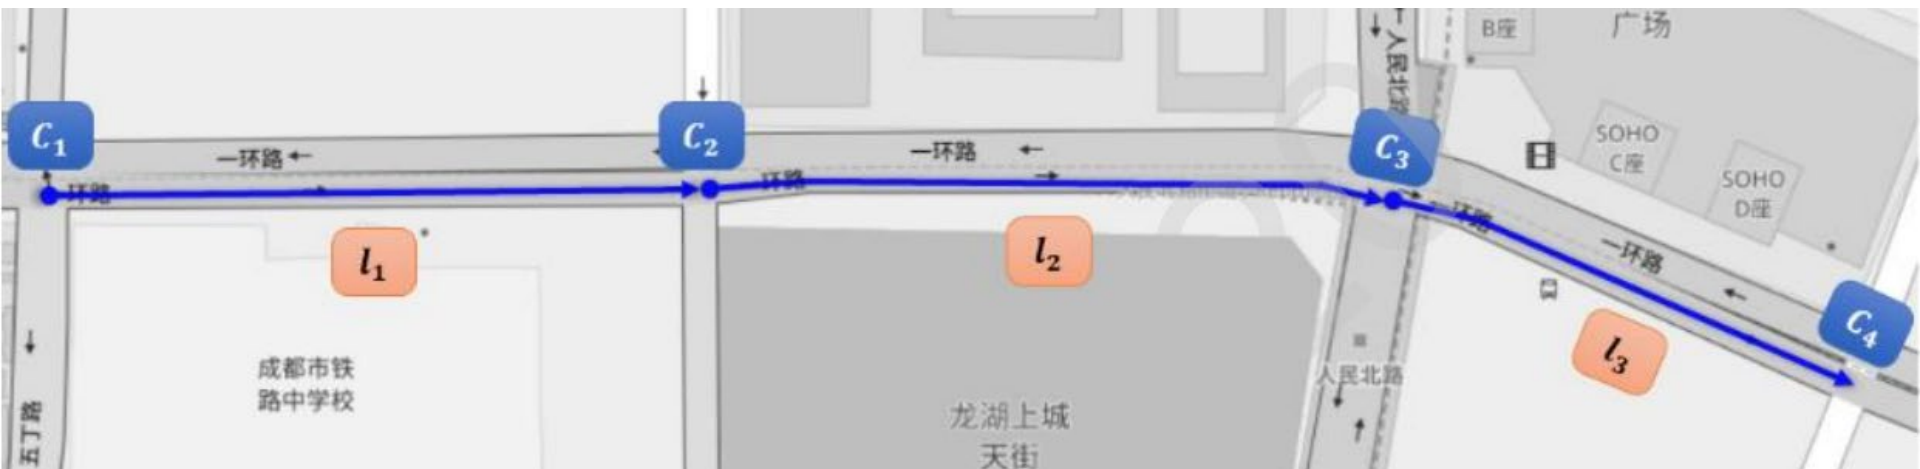 B座
广场
人民北路
C₁
C₂
C₃
一环路
一环路
SOHO
C座
SOHO
D座
环路
环路
一环路
一环路
C₄
l₁
l₂
l₃
成都市铁
路中学校
人民北路
龙湖上城
天街
五丁路